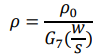 ρ = ρ₀ / G₇(w/s)